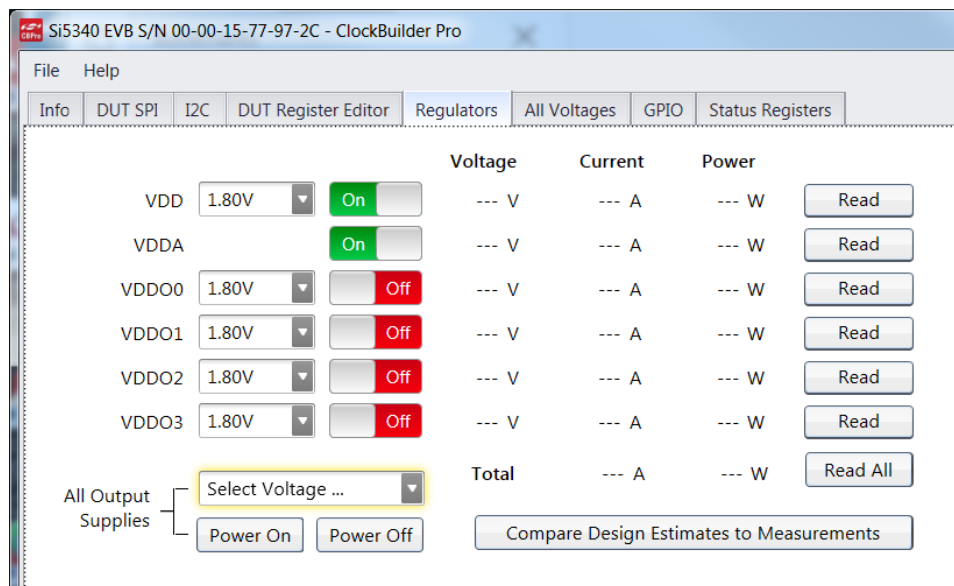 CBPro Si5340 EVB S/N 00-00-15-77-97-2C - ClockBuilder Pro
File Help
Info DUT SPI I2C DUT Register Editor Regulators All Voltages GPIO Status Registers
Voltage Current Power
VDD 1.80V On --- V --- A --- W Read
VDDA On --- V --- A --- W Read
VDDO0 1.80V Off --- V --- A --- W Read
VDDO1 1.80V Off --- V --- A --- W Read
VDDO2 1.80V Off --- V --- A --- W Read
VDDO3 1.80V Off --- V --- A --- W Read
Total --- A --- W Read All
All Output Supplies
Select Voltage ...
Power On Power Off
Compare Design Estimates to Measurements